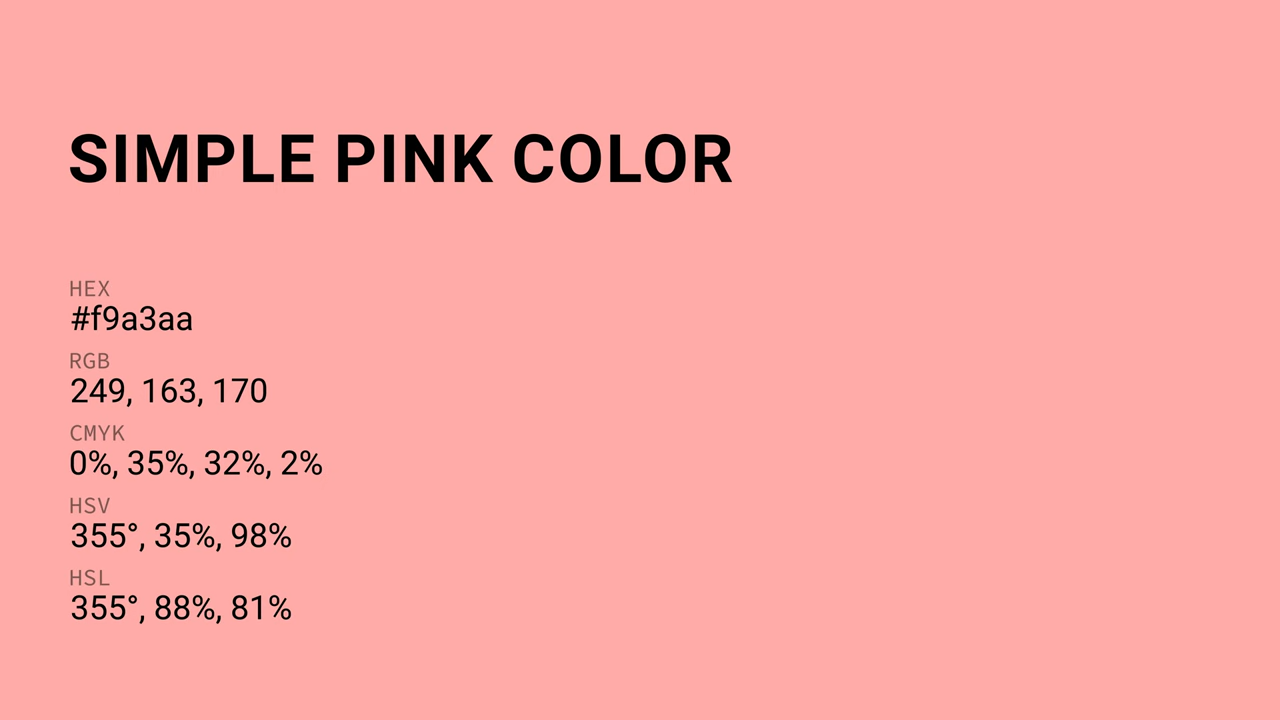 SIMPLE PINK COLOR
HEX
#f9a3aa
RGB
249, 163, 170
CMYK
0%, 35%, 32%, 2%
HSV
355°, 35%, 98%
HSL
355°, 88%, 81%